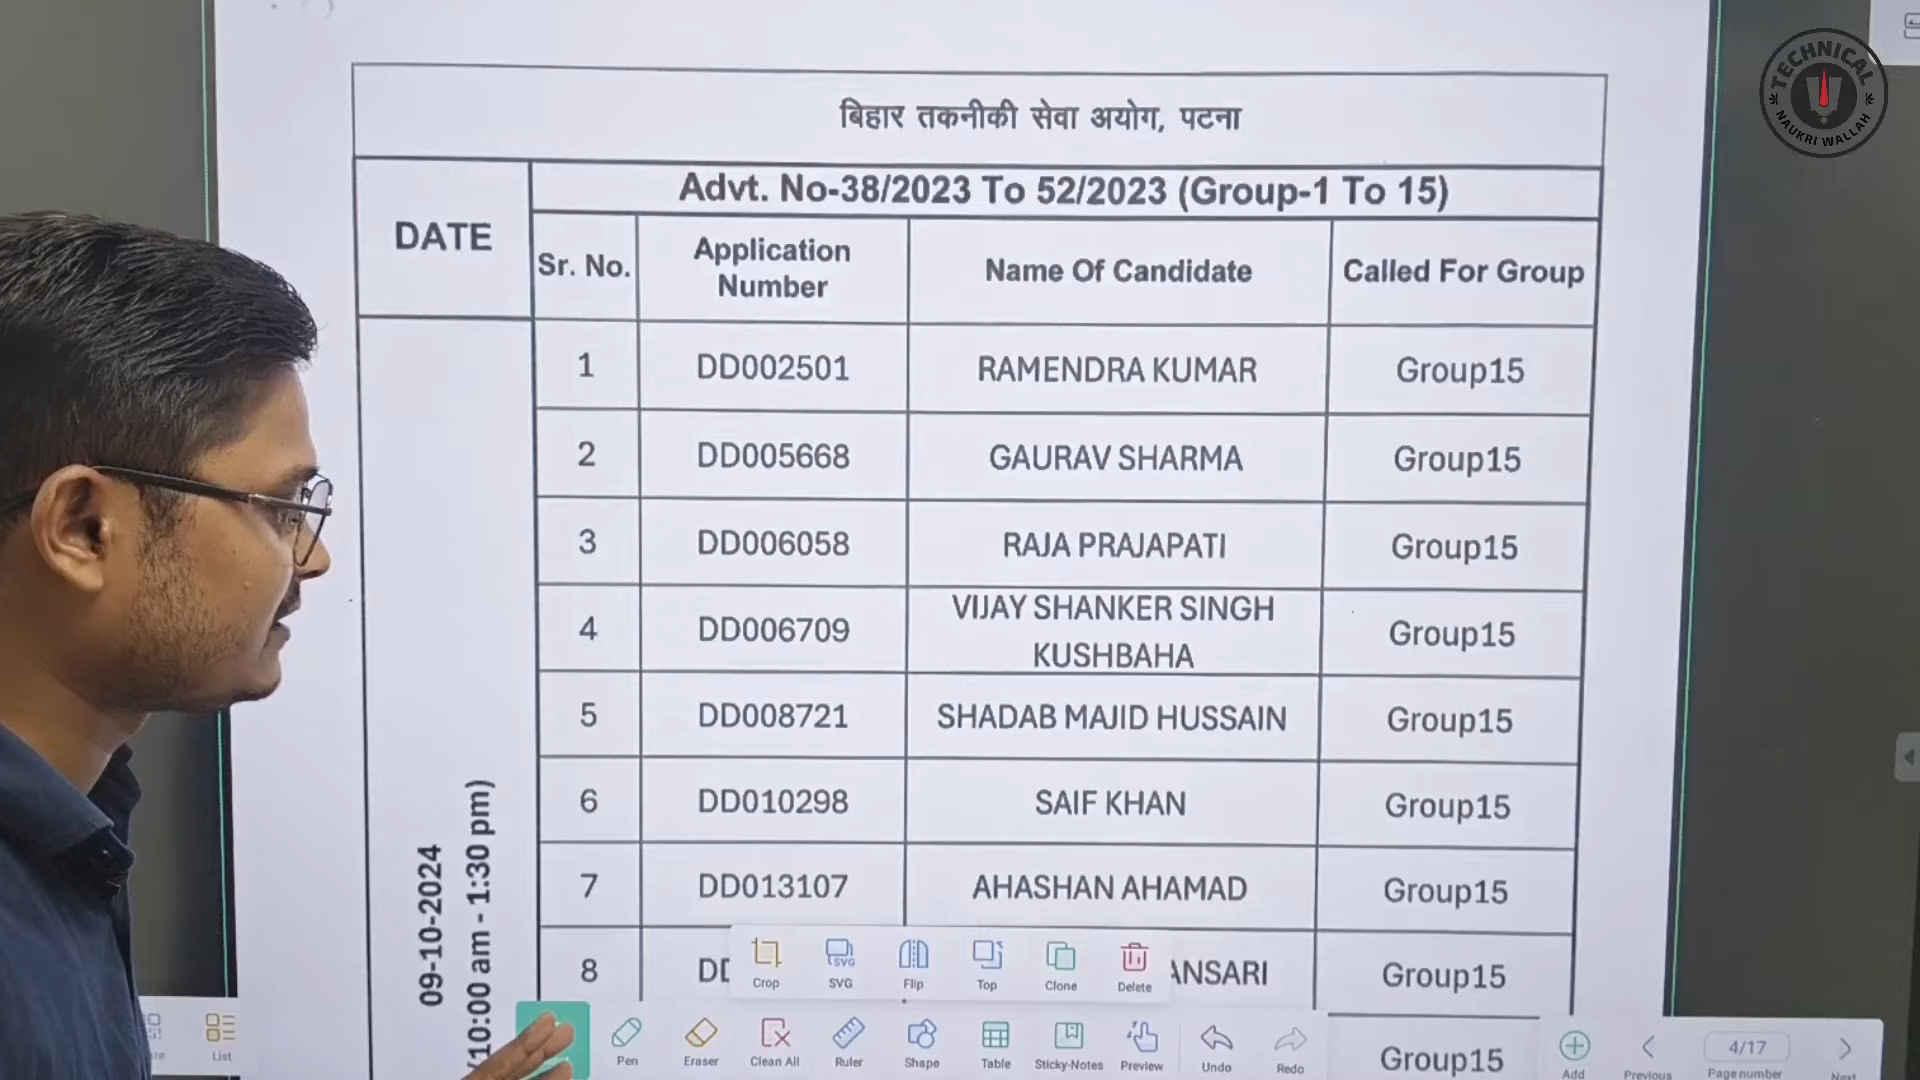 TECHNICAL
NAUKRI WALLAH
बिहार तकनीकी सेवा अयोग, पटना
DATE
Advt. No-38/2023 To 52/2023 (Group-1 To 15)
Sr. No.
Application
Number
Name Of Candidate
Called For Group
09-10-2024
(10:00 am - 1:30 pm)
1 DD002501 RAMENDRA KUMAR Group15
2 DD005668 GAURAV SHARMA Group15
3 DD006058 RAJA PRAJAPATI Group15
4 DD006709 VIJAY SHANKER SINGH
KUSHBAHA Group15
5 DD008721 SHADAB MAJID HUSSAIN Group15
6 DD010298 SAIF KHAN Group15
7 DD013107 AHASHAN AHAMAD Group15
8 ANSARI Group15
Group15
Crop SVG Flip Top Clone Delete
List Pen Eraser Clean All Ruler Shape Table Sticky-Notes Preview Undo Redo
Add Previous 4/17 Page number Next